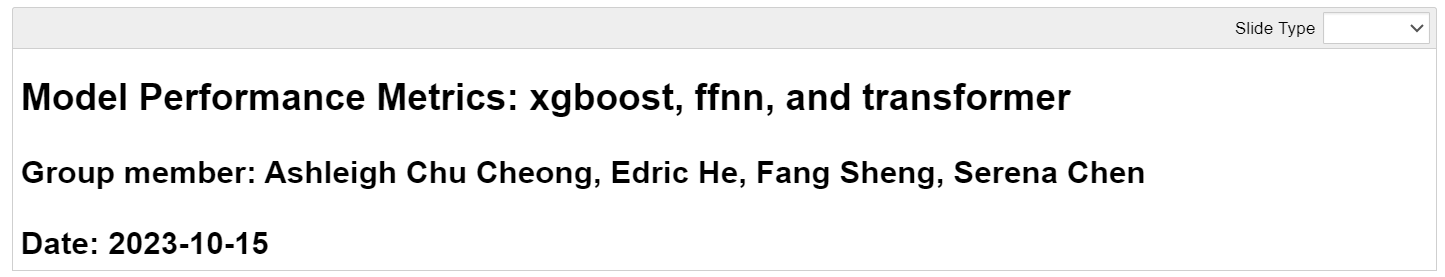 Slide Type
Model Performance Metrics: xgboost, ffnn, and transformer
Group member: Ashleigh Chu Cheong, Edric He, Fang Sheng, Serena Chen
Date: 2023-10-15